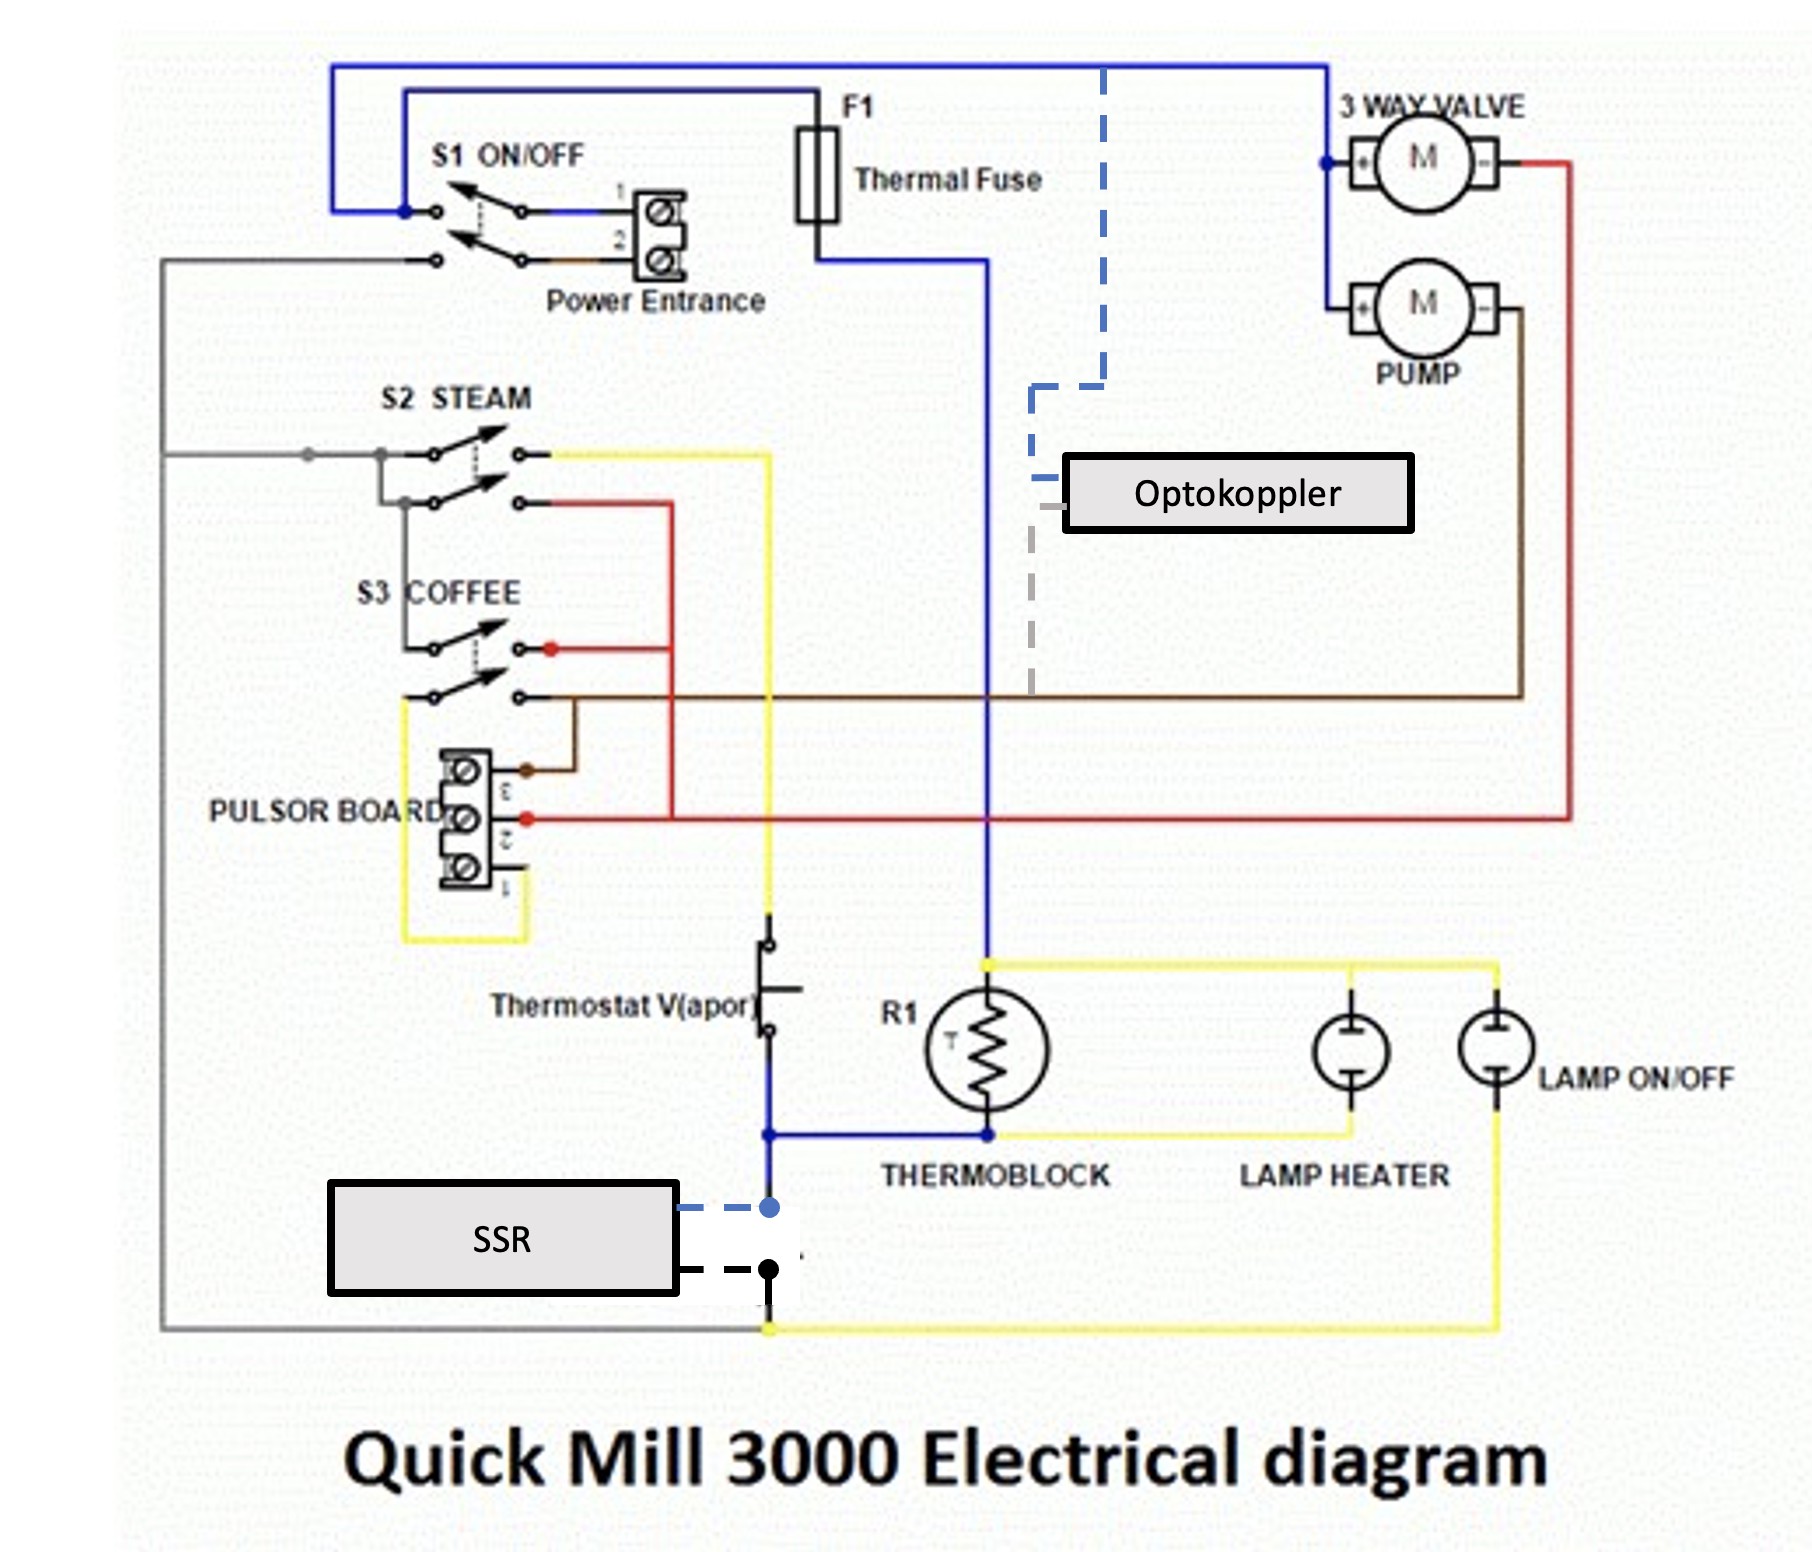 3 WAY VALVE
F1
S1 ON/OFF
M
+
-
Thermal Fuse
1
2
Power Entrance
M
+
-
PUMP
S2 STEAM
Optokoppler
S3 COFFEE
3
PULSOR BOARD
2
1
Thermostat V(apor)
R1
T
LAMP ON/OFF
THERMOBLOCK
LAMP HEATER
SSR
Quick Mill 3000 Electrical diagram